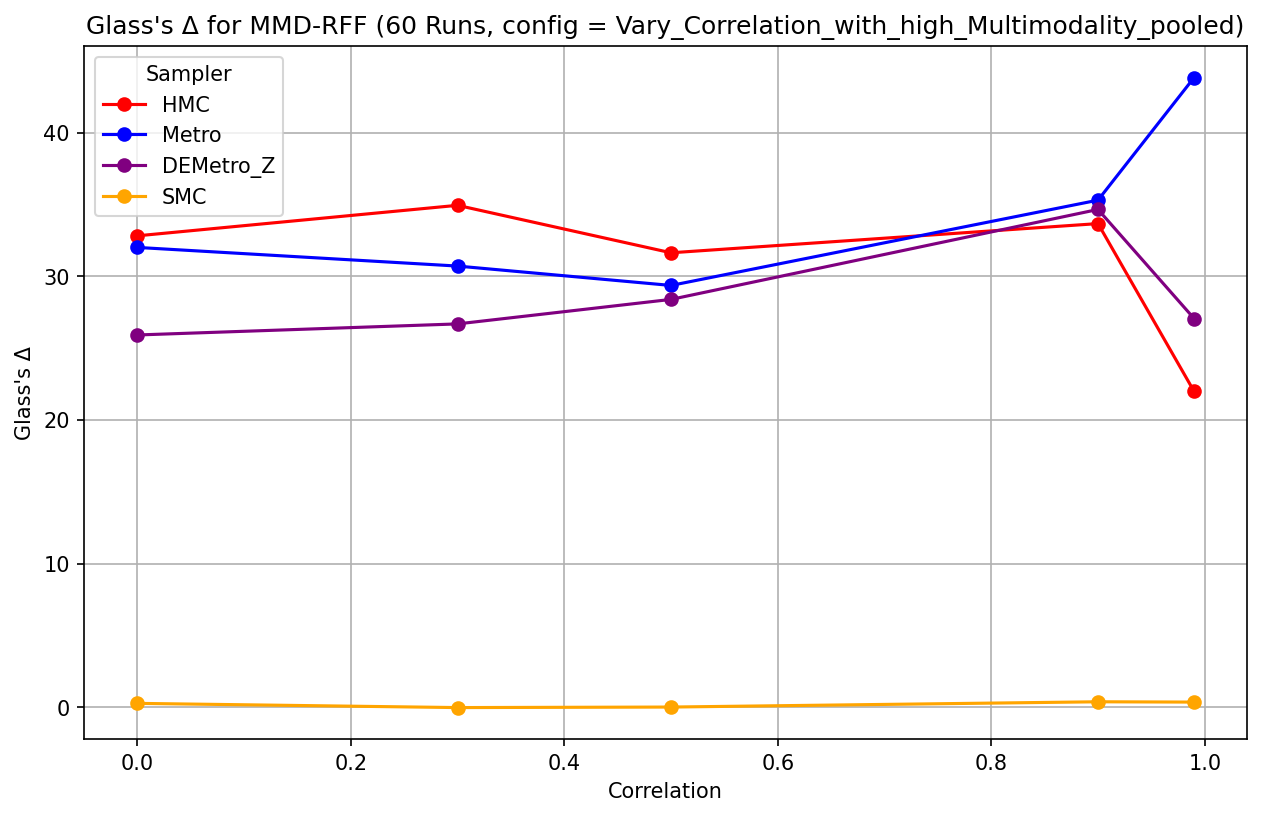 Glass's Δ for MMD-RFF (60 Runs, config = Vary_Correlation_with_high_Multimodality_pooled)
Sampler
HMC
Metro
DEMetro_Z
SMC
40
30
20
10
0
Glass's Δ
0.0 0.2 0.4 0.6 0.8 1.0
Correlation